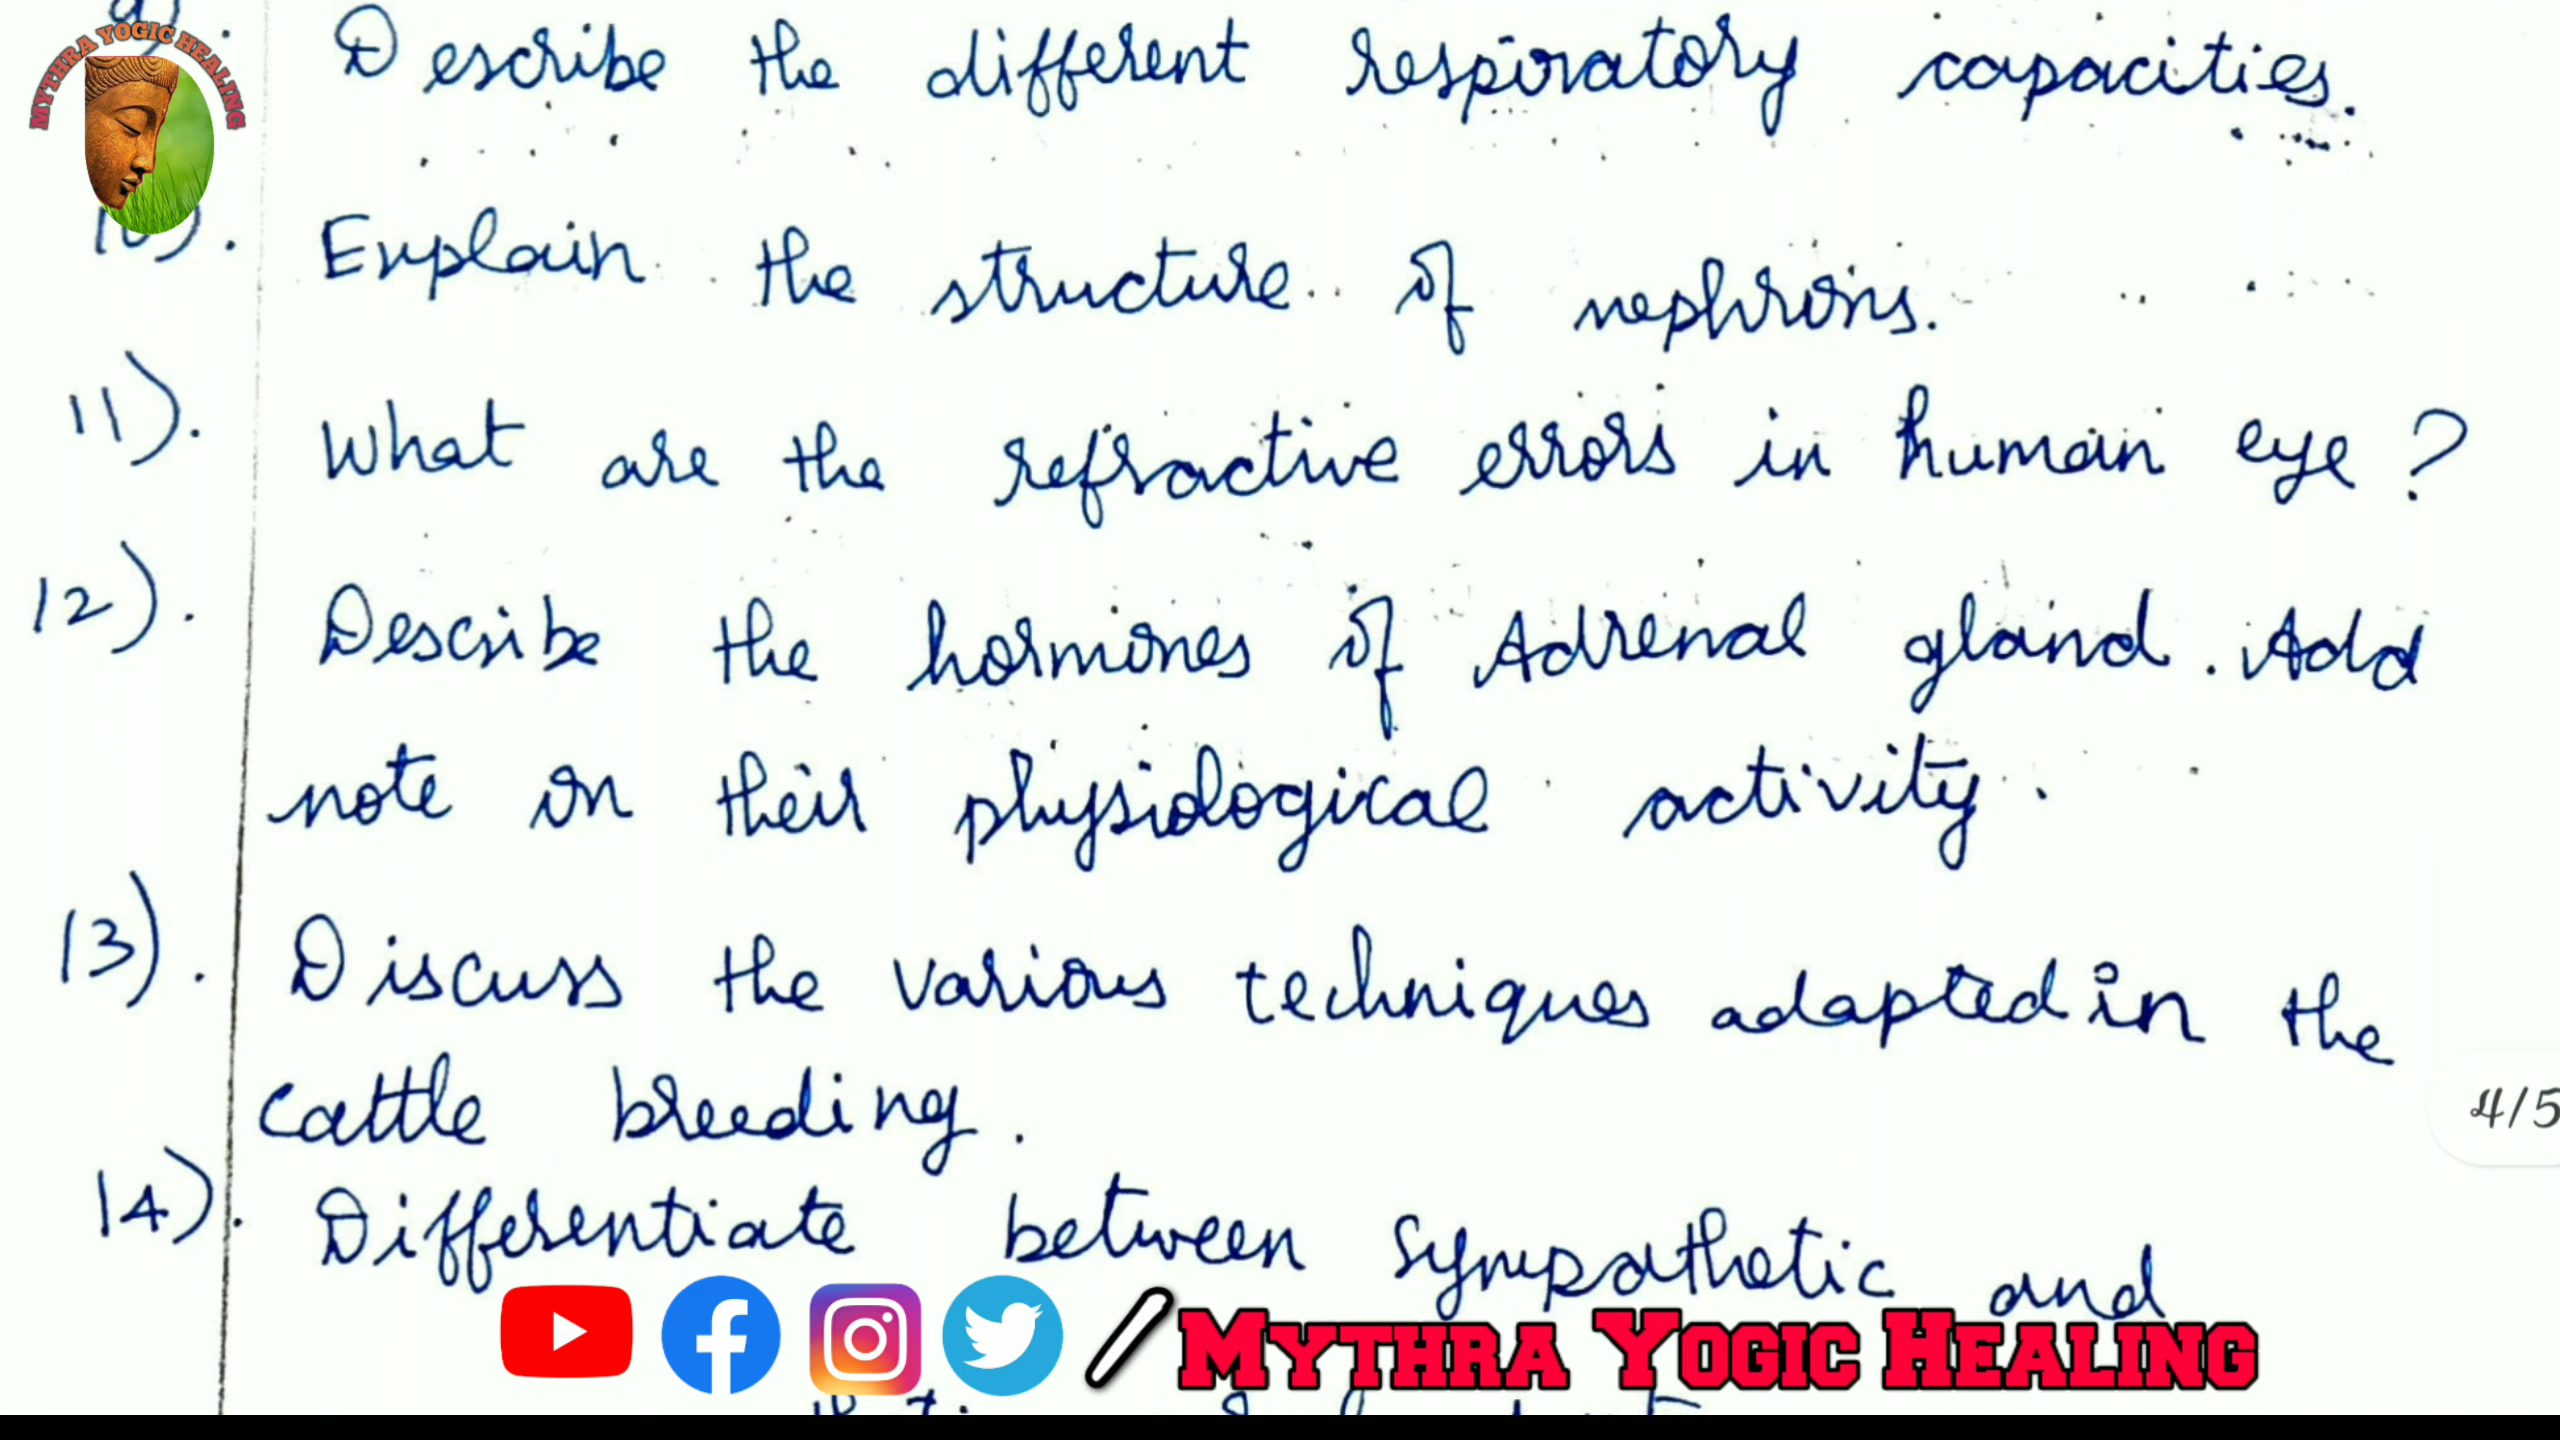 MYTHRA YOGIC HEALING
9). Describe the different respiratory capacities.
10). Explain the structure of nephrons.
11). What are the refractive errors in human eye?
12). Describe the hormones of Adrenal gland. Add
note on their physiological activity.
13). Discuss the various techniques adapted in the
cattle breeding.
4/5
14). Differentiate between sympathetic and
MYTHRA YOGIC HEALING